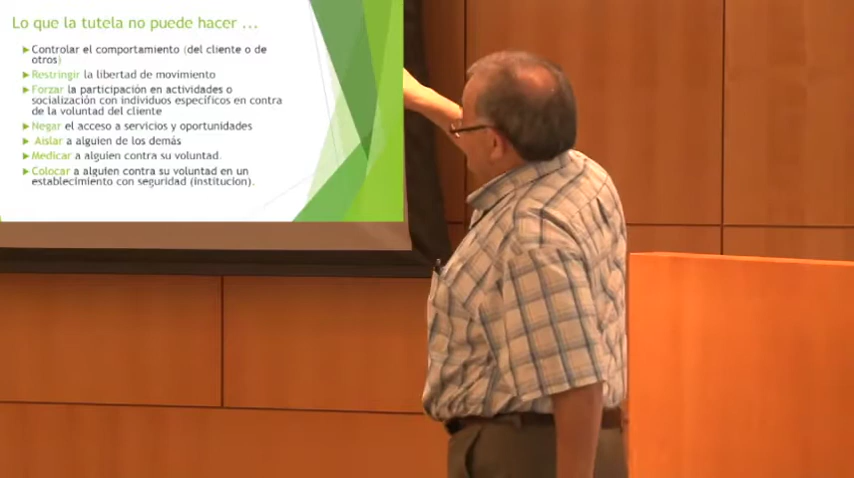 Lo que la tutela no puede hacer ...
Controlar el comportamiento (del cliente o de
otros)
Restringir la libertad de movimiento
Forzar la participación en actividades o
socialización con individuos específicos en contra
de la voluntad del cliente
Negar el acceso a servicios y oportunidades
Aislar a alguien de los demás
Medicar a alguien contra su voluntad.
Colocar a alguien contra su voluntad en un
establecimiento con seguridad (institucion).